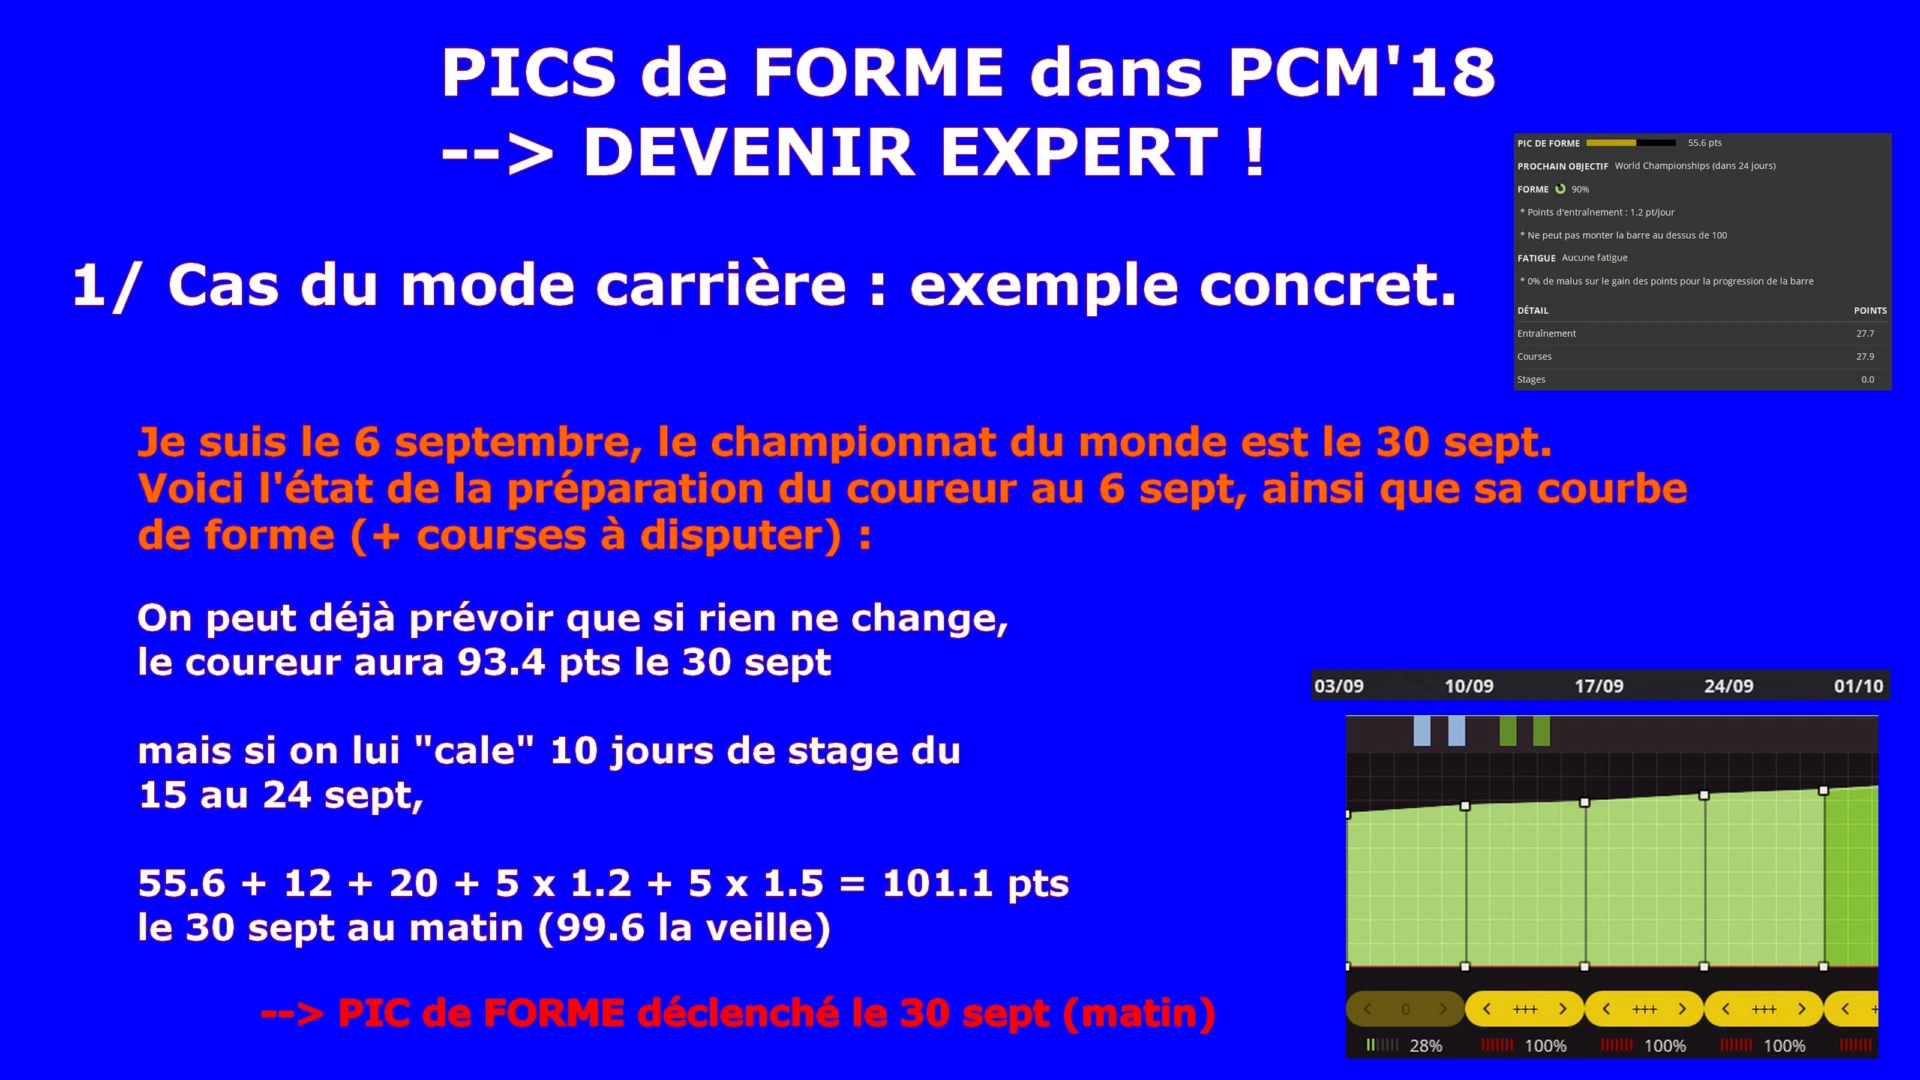 PICS de FORME dans PCM'18
--> DEVENIR EXPERT !
PIC DE FORME 55.6 pts
PROCHAIN OBJECTIF World Championships (dans 24 jours)
FORME 90%
* Points d'entraînement : 1.2 pt/jour
* Ne peut pas monter la barre au dessus de 100
FATIGUE Aucune fatigue
* 0% de malus sur le gain des points pour la progression de la barre
DÉTAIL POINTS
Entraînement 27.7
Courses 27.9
Stages 0.0
1/ Cas du mode carrière : exemple concret.
Je suis le 6 septembre, le championnat du monde est le 30 sept.
Voici l'état de la préparation du coureur au 6 sept, ainsi que sa courbe
de forme (+ courses à disputer) :
On peut déjà prévoir que si rien ne change,
le coureur aura 93.4 pts le 30 sept
mais si on lui "cale" 10 jours de stage du
15 au 24 sept,
55.6 + 12 + 20 + 5 x 1.2 + 5 x 1.5 = 101.1 pts
le 30 sept au matin (99.6 la veille)
--> PIC de FORME déclenché le 30 sept (matin)
03/09 10/09 17/09 24/09 01/10
< 0 > < +++ > < +++ > < +++ > < +
28% 100% 100% 100%